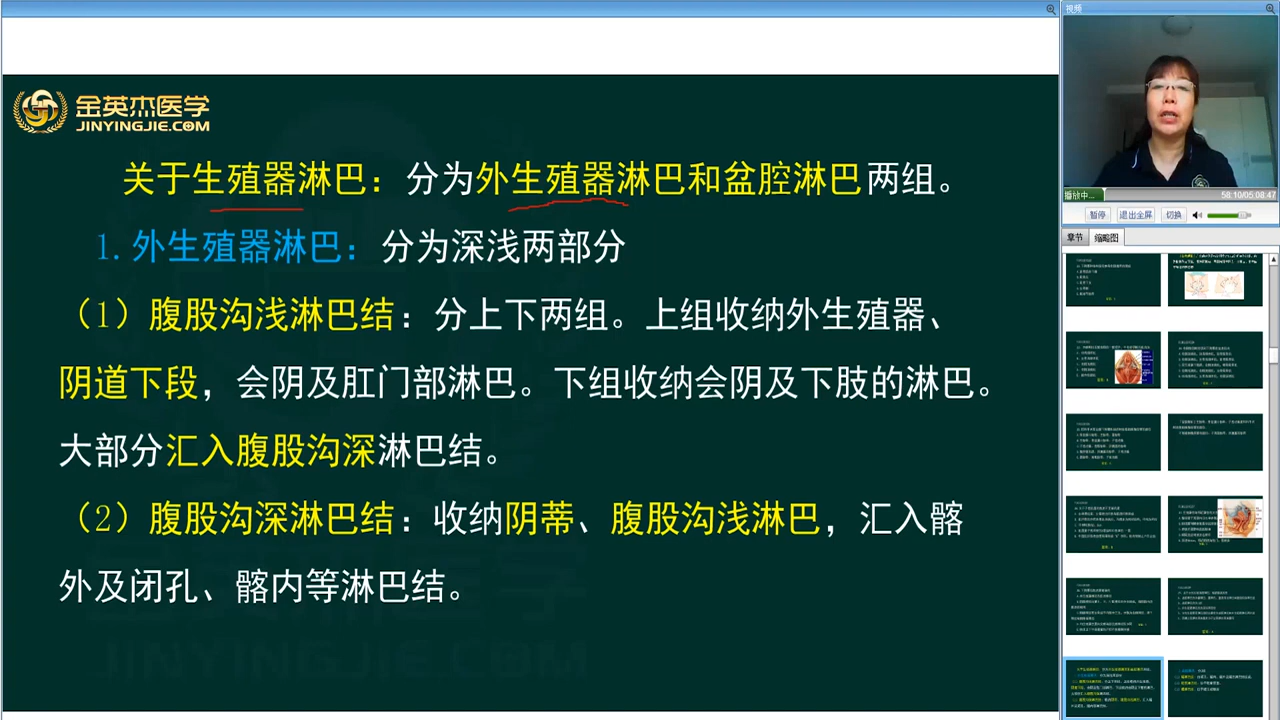 视频
金英杰医学
JINYINGJIE.COM
关于生殖器淋巴：分为外生殖器淋巴和盆腔淋巴两组。
1.外生殖器淋巴：分为深浅两部分
（1）腹股沟浅淋巴结：分上下两组。上组收纳外生殖器、
阴道下段，会阴及肛门部淋巴。下组收纳会阴及下肢的淋巴。
大部分汇入腹股沟深淋巴结。
（2）腹股沟深淋巴结：收纳阴蒂、腹股沟浅淋巴，汇入髂
外及闭孔、髂内等淋巴结。
播放中...
58:10/05:08:47
暂停 退出全屏 切换
章节 缩略图